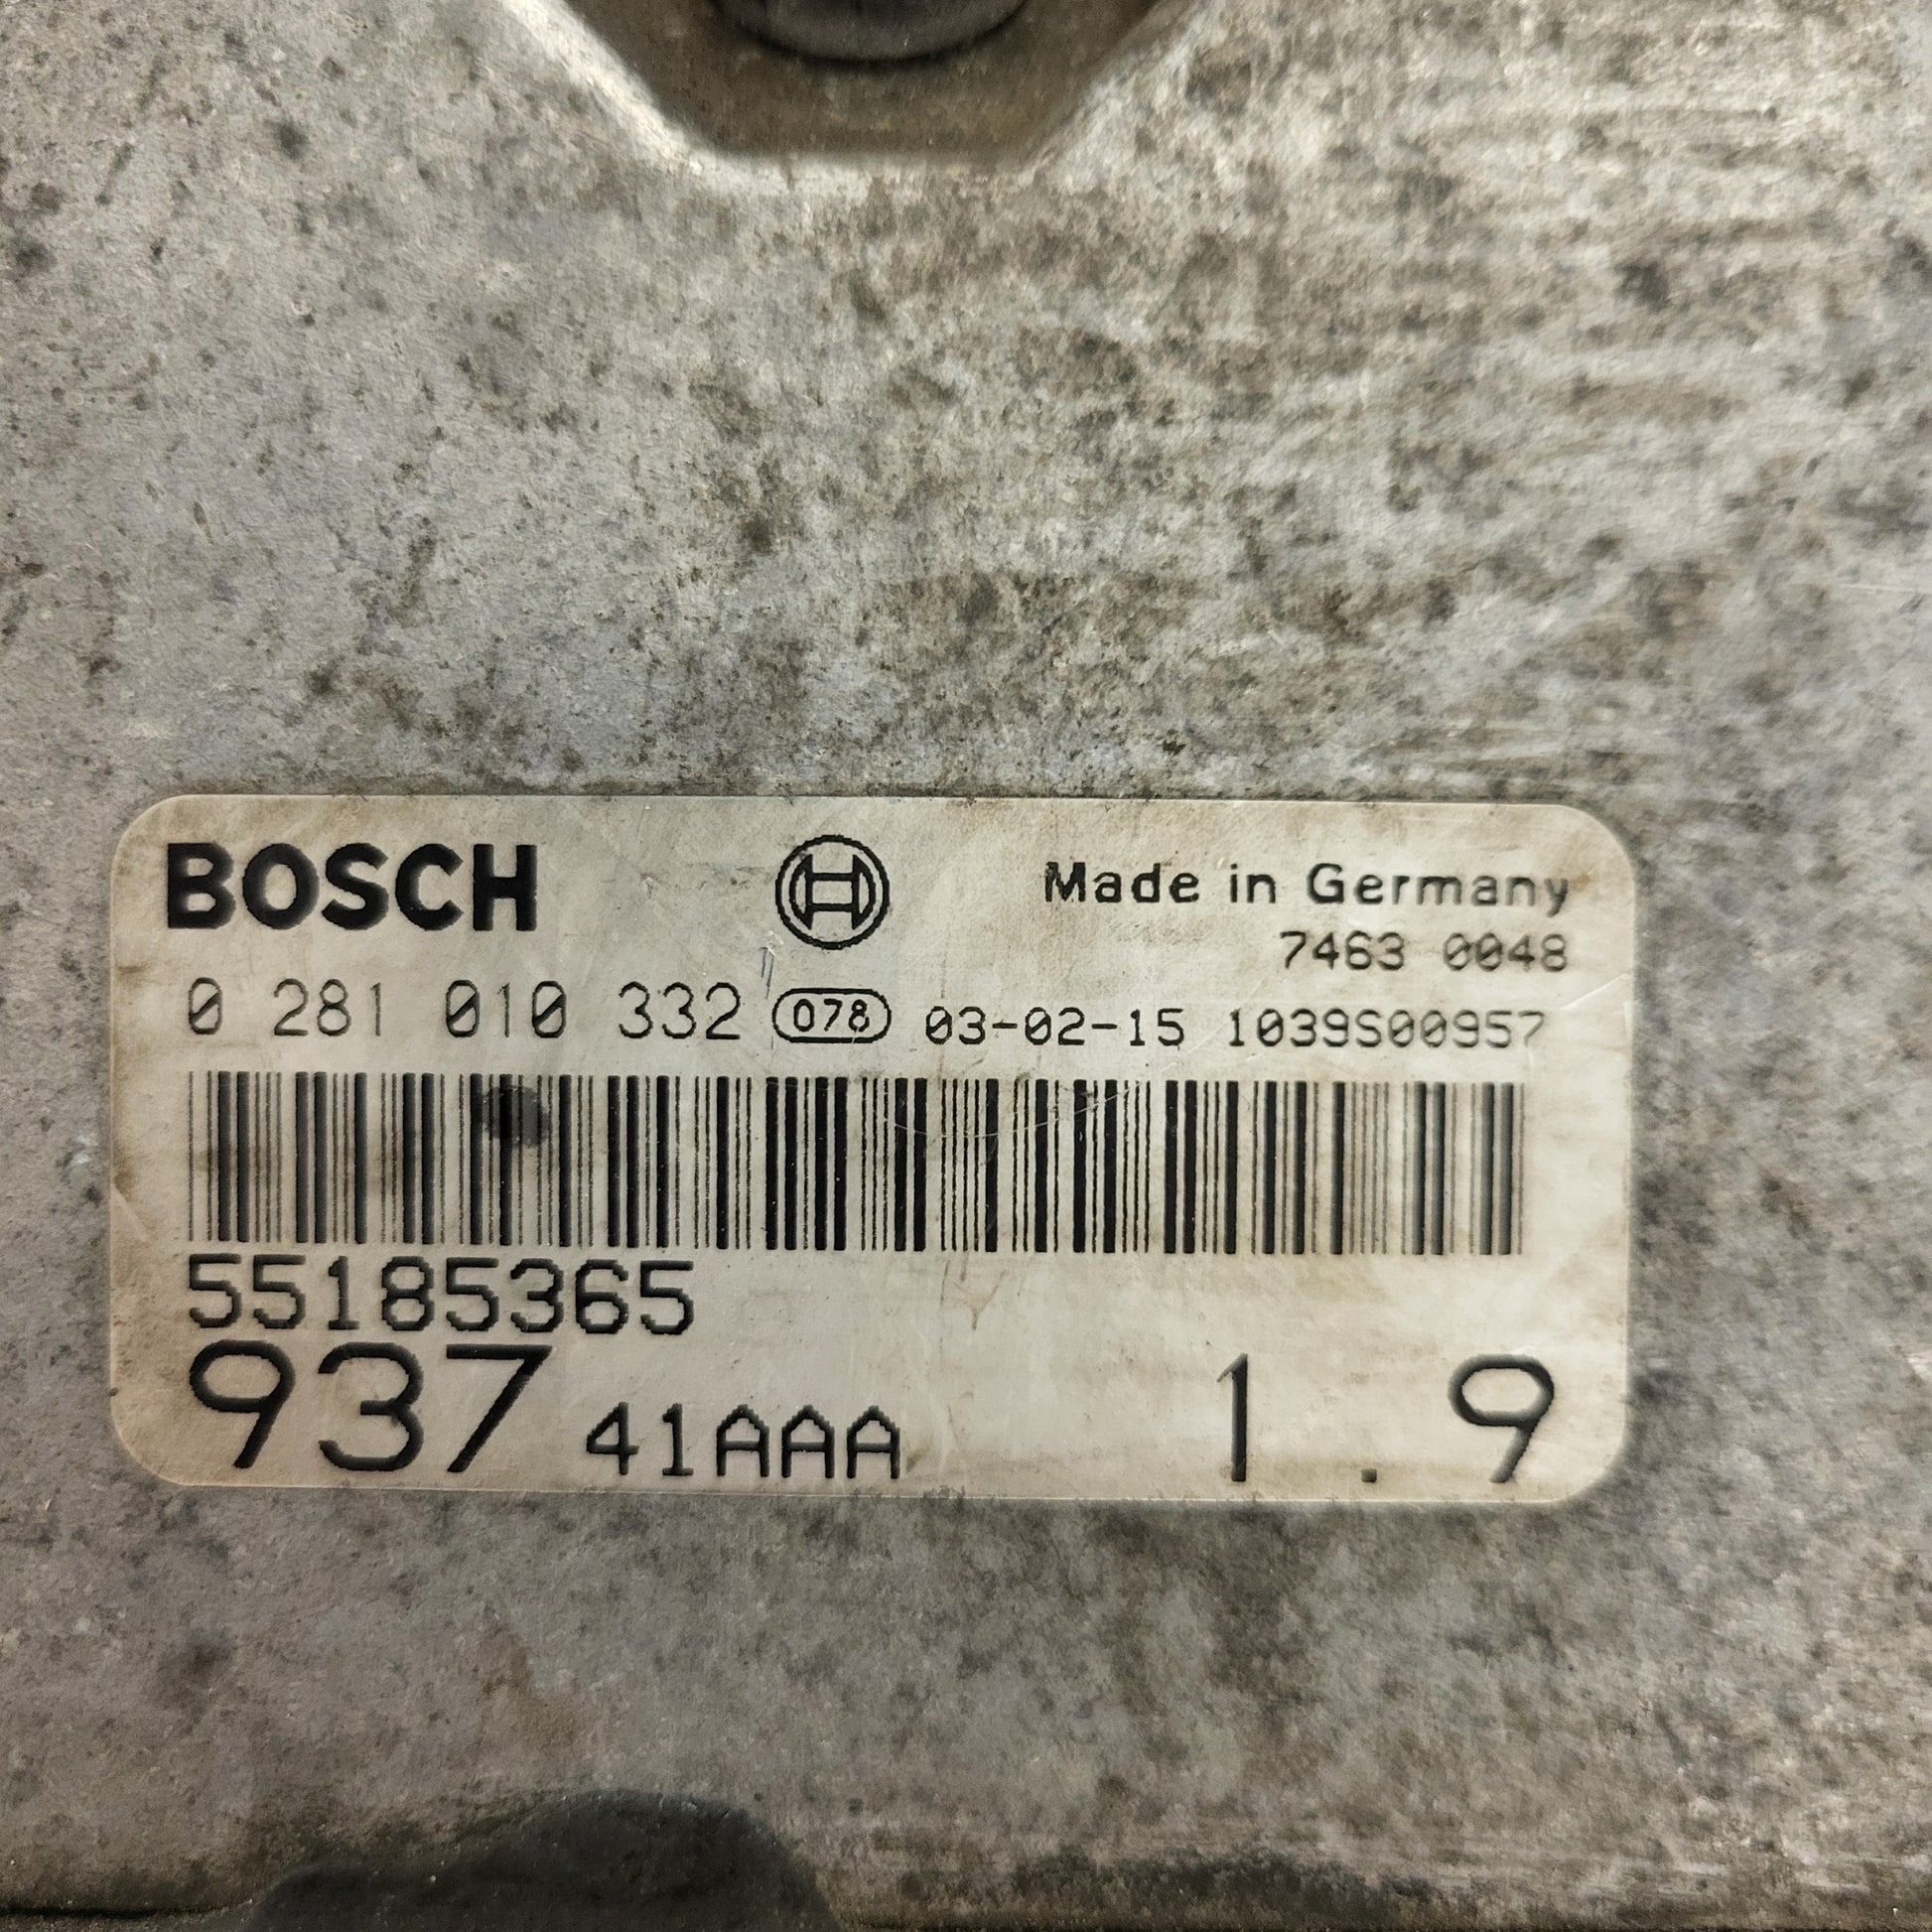 BOSCH Made in Germany
7463 0048
0 281 010 332 078 03-02-15 1039S00957
55185365
937 41AAA 1.9